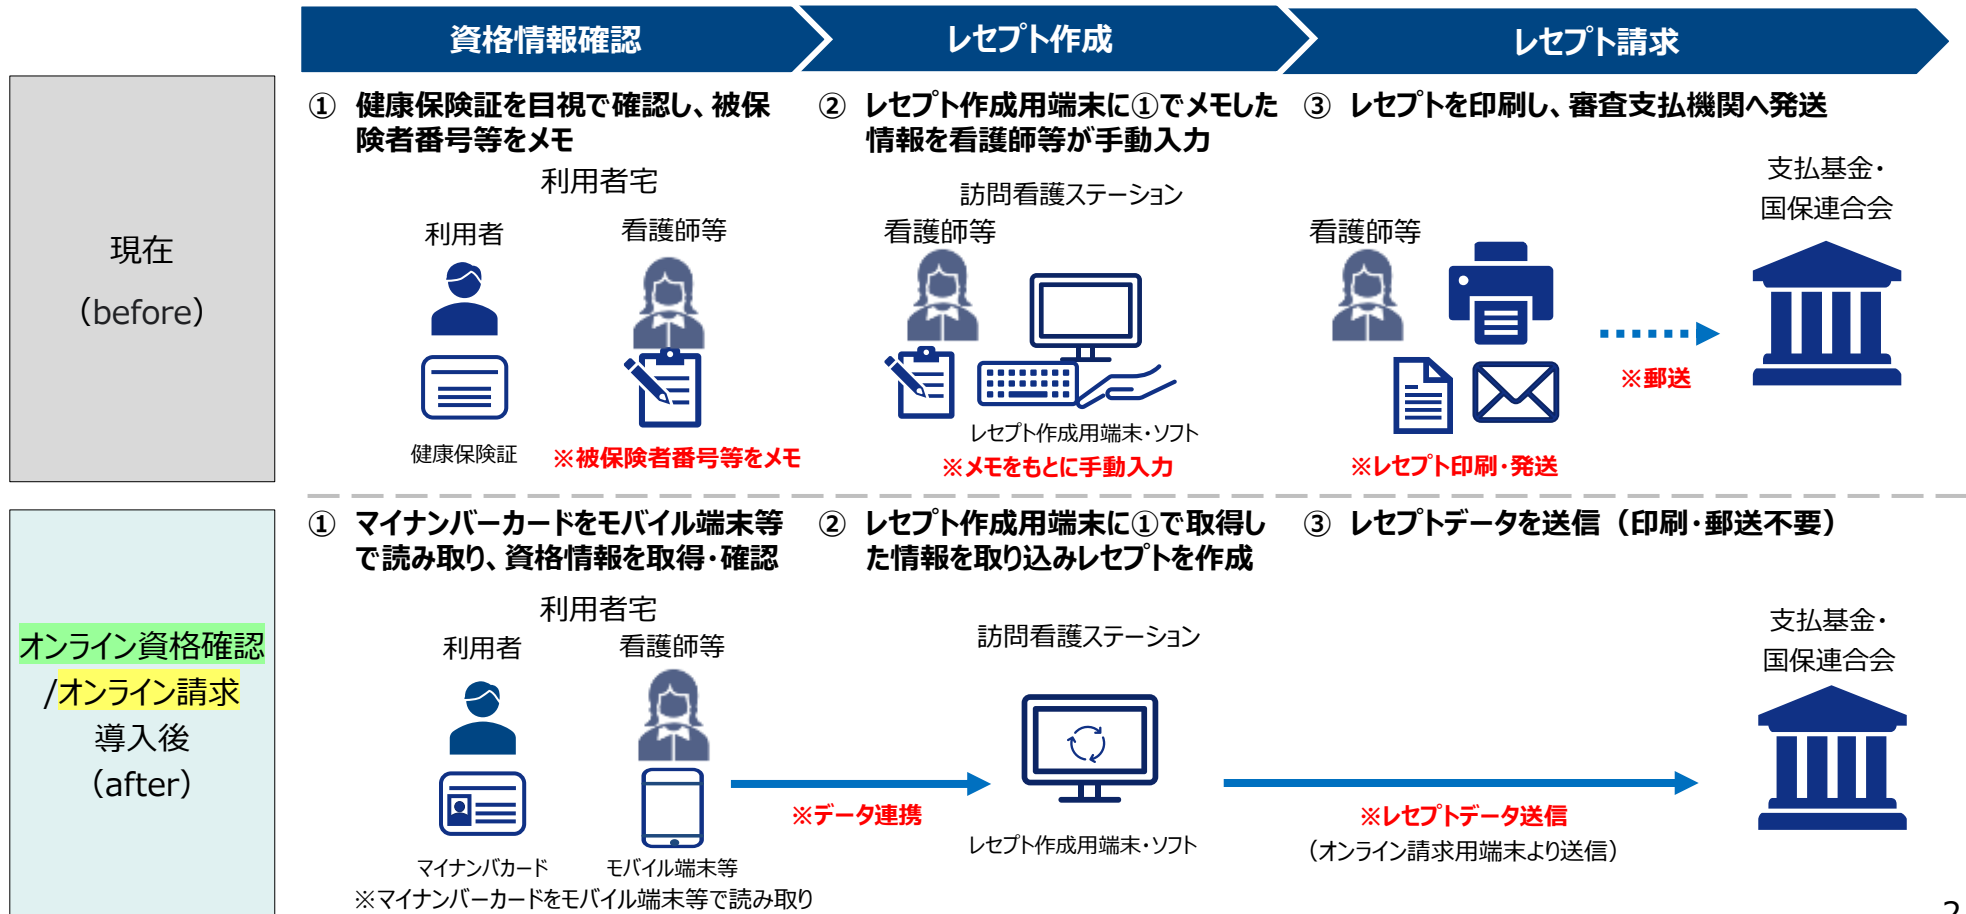 資格情報確認
レセプト作成
レセプト請求
現在
（before）
① 健康保険証を目視で確認し、被保
険者番号等をメモ
利用者宅
利用者
看護師等
健康保険証
※被保険者番号等をメモ
② レセプト作成用端末に①でメモした
情報を看護師等が手動入力
訪問看護ステーション
看護師等
レセプト作成用端末・ソフト
※メモをもとに手動入力
③ レセプトを印刷し、審査支払機関へ発送
看護師等
※レセプト印刷・発送
※郵送
支払基金・
国保連合会
オンライン資格確認
/オンライン請求
導入後
（after）
① マイナンバーカードをモバイル端末等
で読み取り、資格情報を取得・確認
利用者宅
利用者
看護師等
マイナンバカード
モバイル端末等
※マイナンバーカードをモバイル端末等で読み取り
※データ連携
② レセプト作成用端末に①で取得し
た情報を取り込みレセプトを作成
訪問看護ステーション
レセプト作成用端末・ソフト
③ レセプトデータを送信（印刷・郵送不要）
※レセプトデータ送信
（オンライン請求用端末より送信）
支払基金・
国保連合会
2